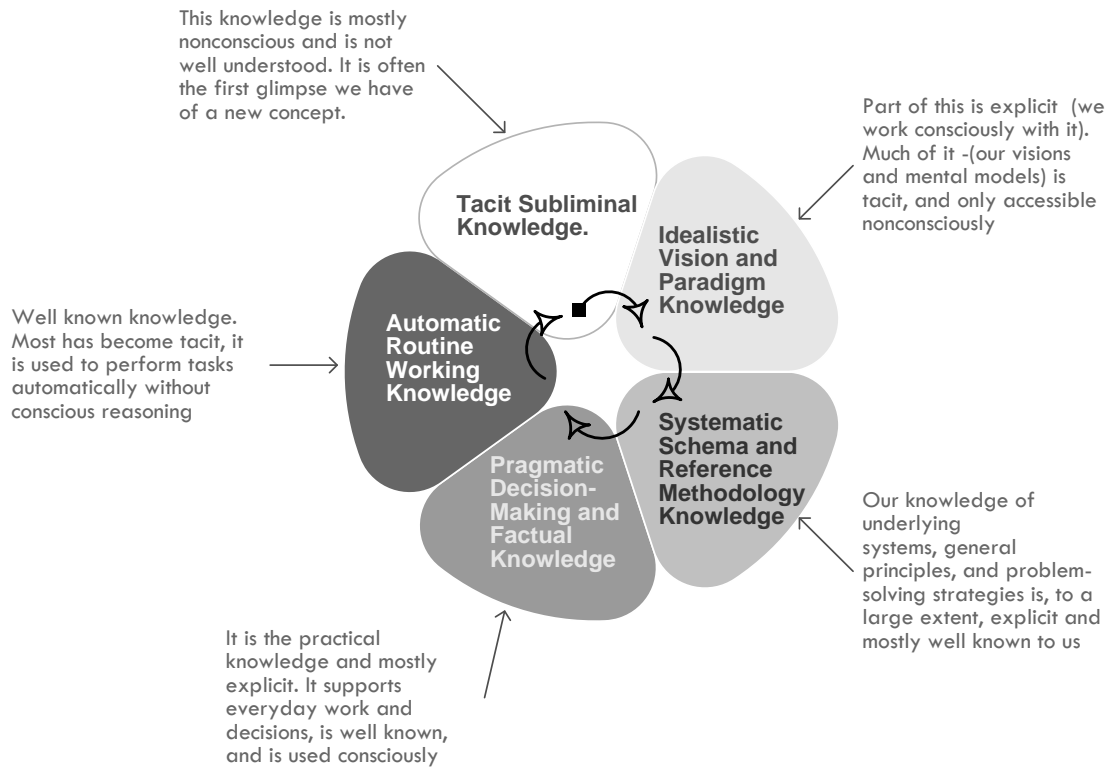 This knowledge is mostly
nonconscious and is not
well understood. It is often
the first glimpse we have
of a new concept.
Part of this is explicit  (we
work consciously with it).
Much of it -(our visions
and mental models) is
tacit, and only accessible
nonconsciously
Tacit Subliminal
Knowledge.
Idealistic
Vision and
Paradigm
Knowledge
Well known knowledge.
Most has become tacit, it
is used to perform tasks
automatically without
conscious reasoning
Automatic
Routine
Working
Knowledge
Systematic
Schema and
Reference
Methodology
Knowledge
Pragmatic
Decision-
Making and
Factual
Knowledge
Our knowledge of
underlying
systems, general
principles, and problem-
solving strategies is, to a
large extent, explicit and
mostly well known to us
It is the practical
knowledge and mostly
explicit. It supports
everyday work and
decisions, is well known,
and is used consciously